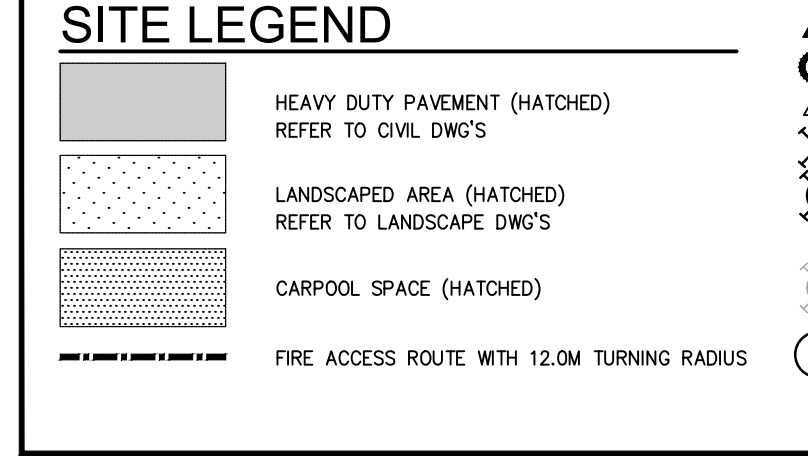 SITE LEGEND
HEAVY DUTY PAVEMENT (HATCHED)
REFER TO CIVIL DWG'S
LANDSCAPED AREA (HATCHED)
REFER TO LANDSCAPE DWG'S
CARPOOL SPACE (HATCHED)
FIRE ACCESS ROUTE WITH 12.0M TURNING RADIUS